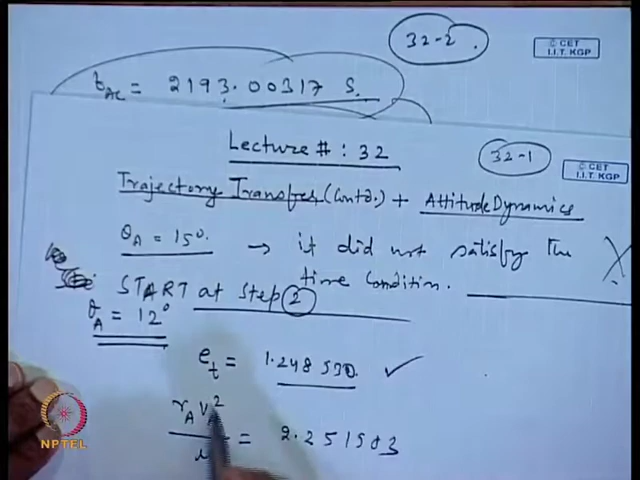 32-2.
© CET
I.I.T. KGP
t_AC = 2193.00317 S.
Lecture # : 32
32-1
© CET
I.I.T. KGP
Trajectory Transfer (Contd.) + Attitude Dynamics
θ_A = 15°. → it did not satisfy the
time Condition.
START at Step 2
θ_A = 12°
e_t = 1.248530. ✓
r_A v_A² / μ = 2.251503
NPTEL